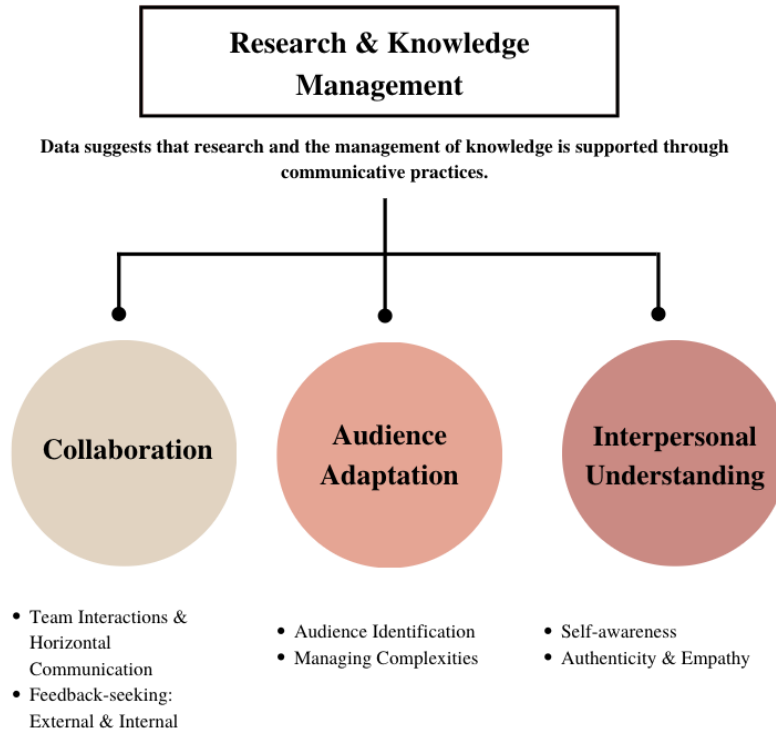 Research & Knowledge
Management
Data suggests that research and the management of knowledge is supported through
communicative practices.
Collaboration
Audience
Adaptation
Interpersonal
Understanding
• Team Interactions &
Horizontal
Communication
• Feedback-seeking:
External & Internal
• Audience Identification
• Managing Complexities
• Self-awareness
• Authenticity & Empathy